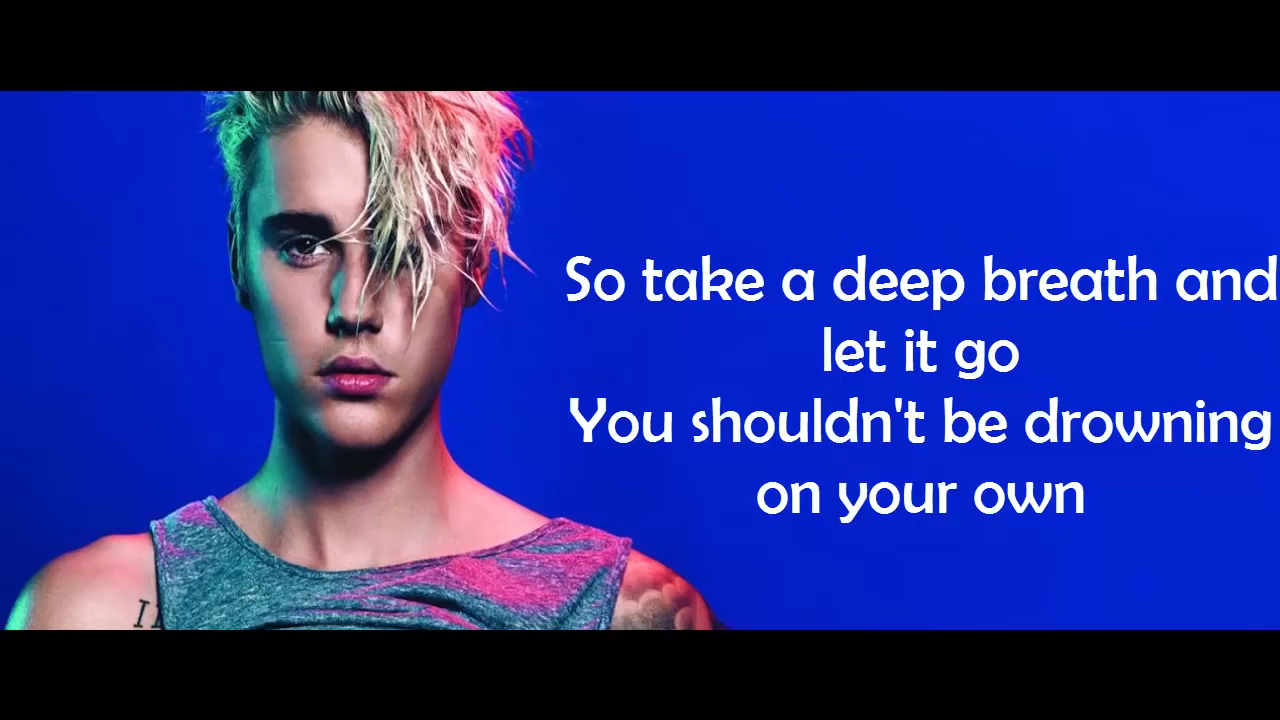 So take a deep breath and
let it go
You shouldn't be drowning
on your own